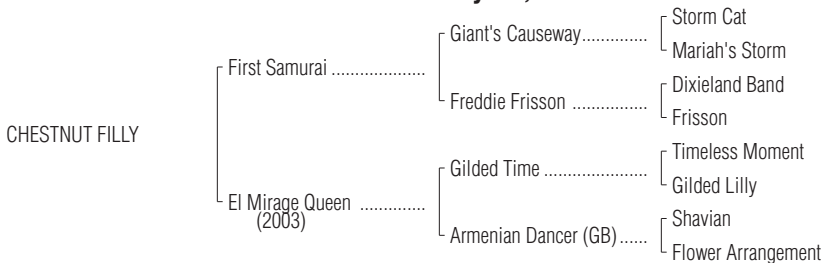 Storm Cat
Giant's Causeway..............
Mariah's Storm
First Samurai ....................
Dixieland Band
Freddie Frisson ................
Frisson
CHESTNUT FILLY
Timeless Moment
Gilded Time ......................
Gilded Lilly
El Mirage Queen ..............
(2003)
Shavian
Armenian Dancer (GB)......
Flower Arrangement